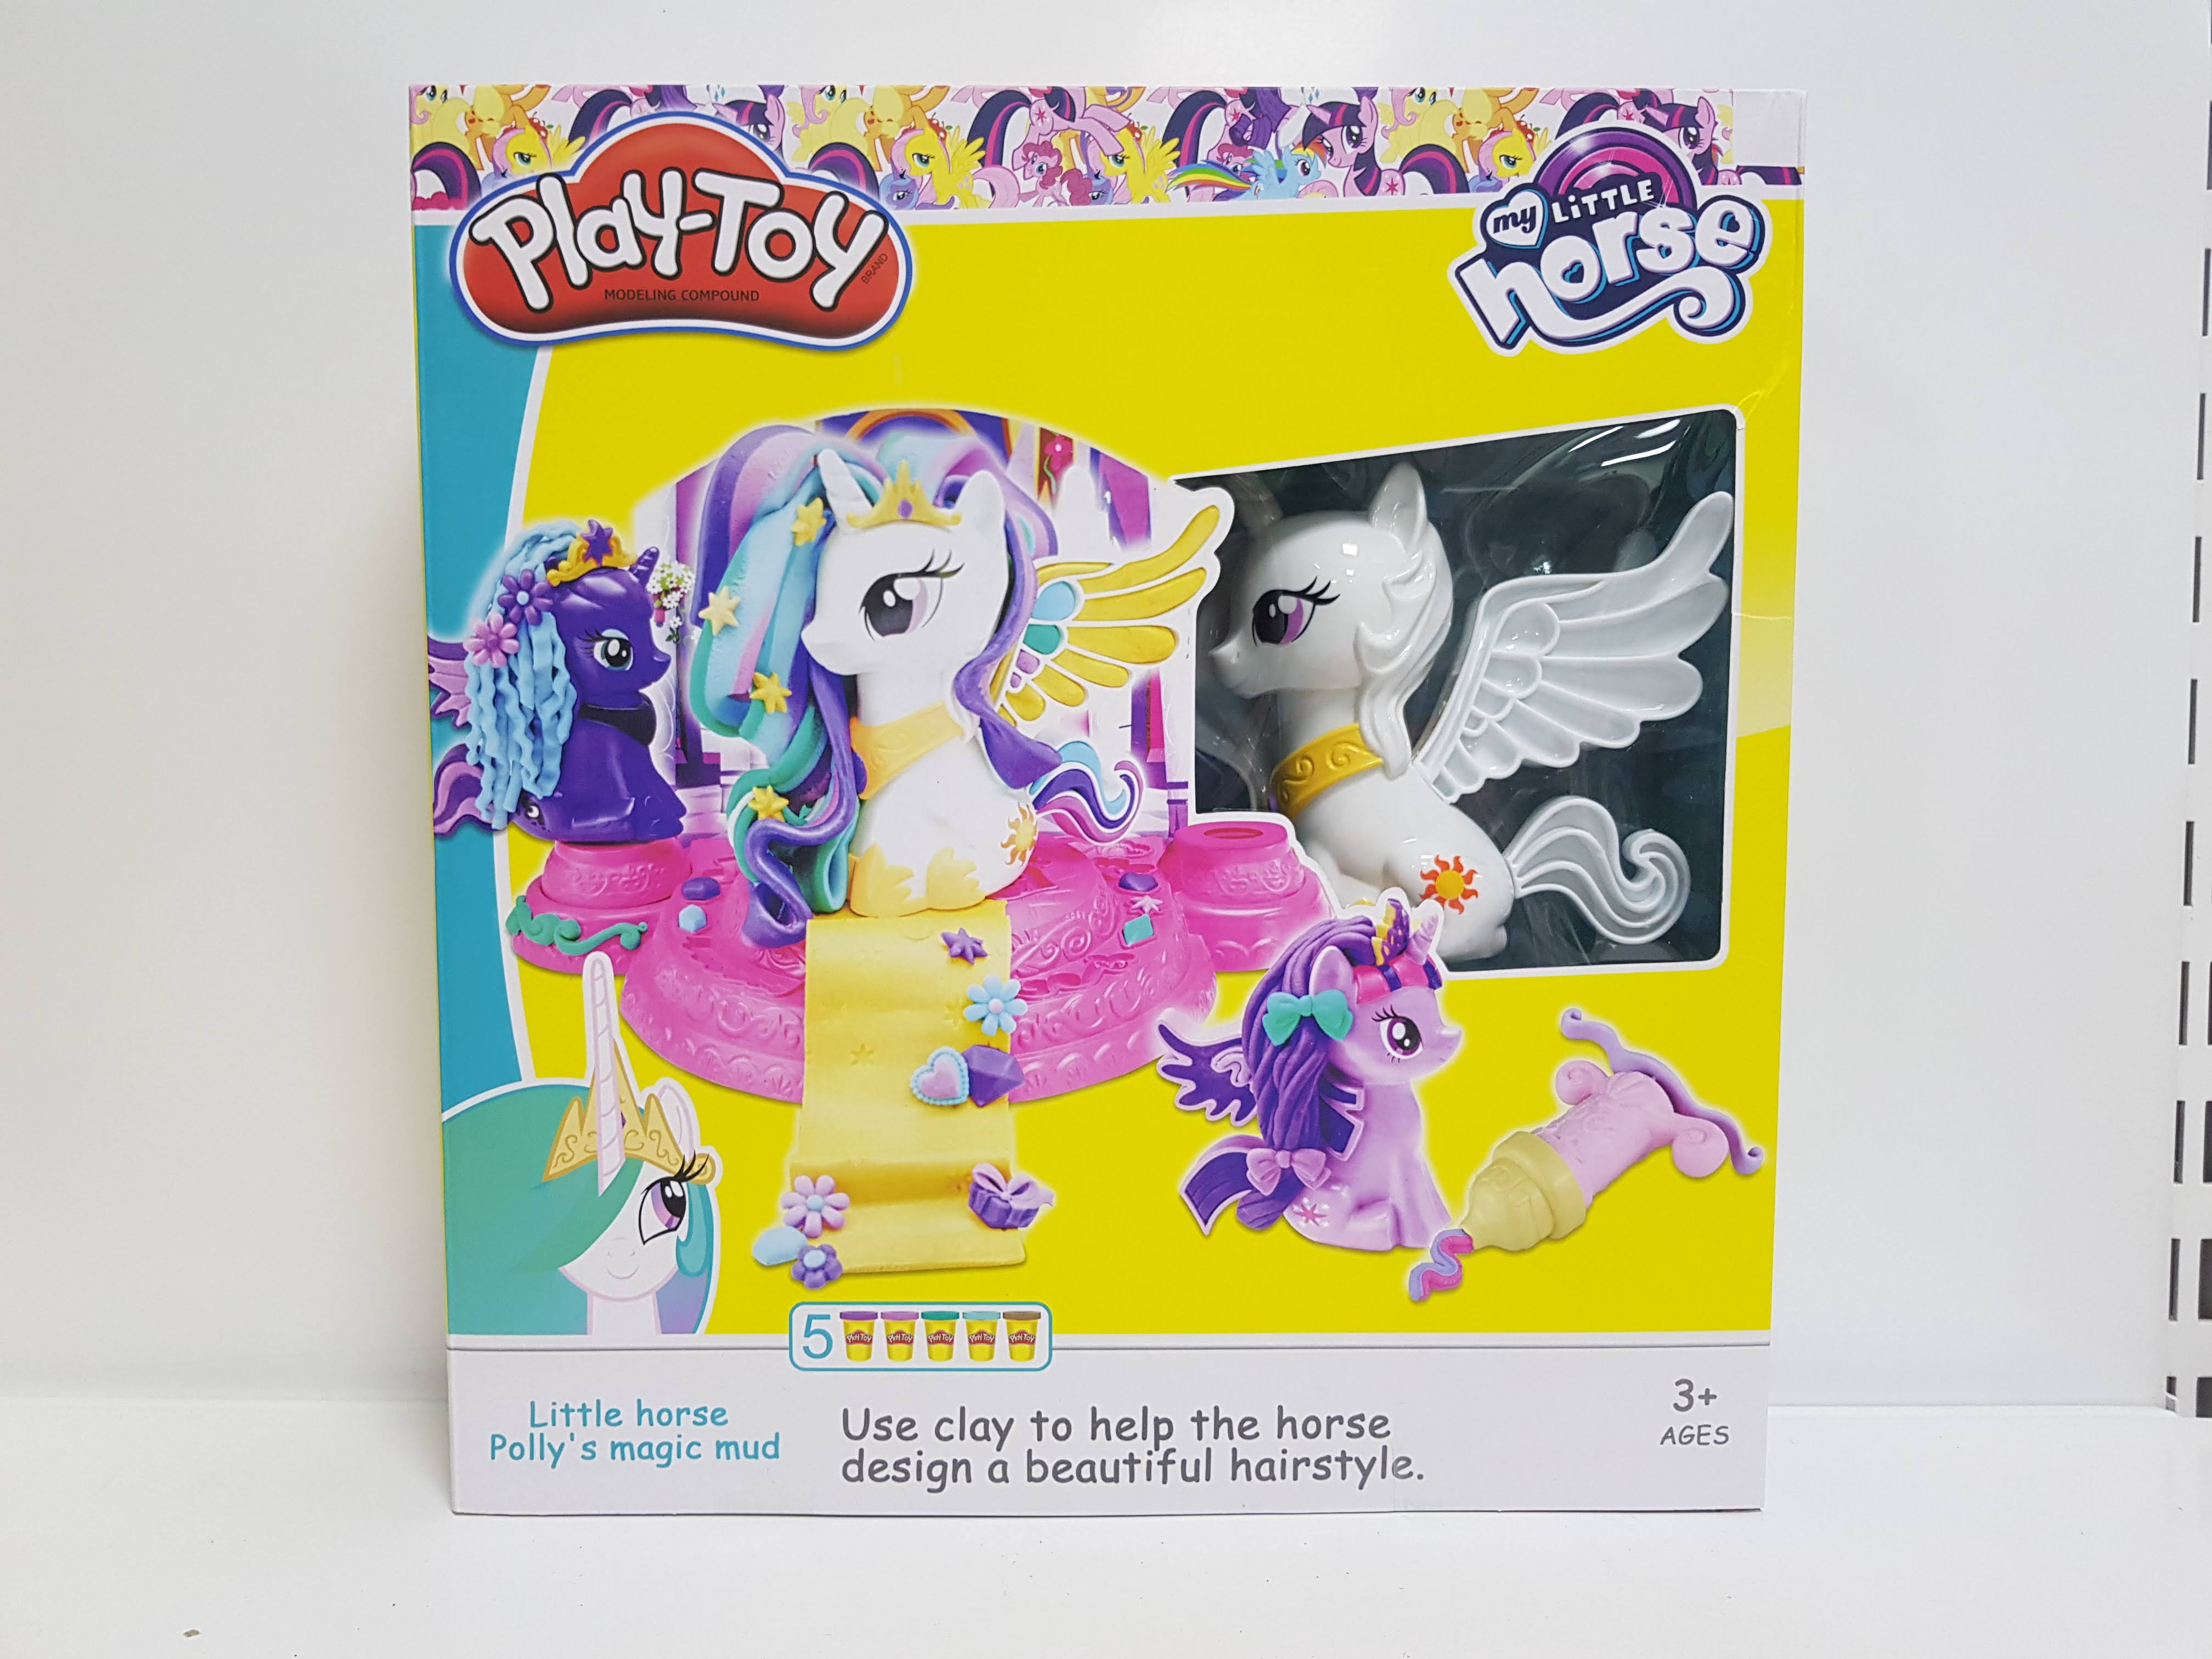 Play-Toy
BRAND
MODELING COMPOUND
my LiTTLE
horse
5
Little horse
Polly's magic mud
Use clay to help the horse
design a beautiful hairstyle.
3+
AGES